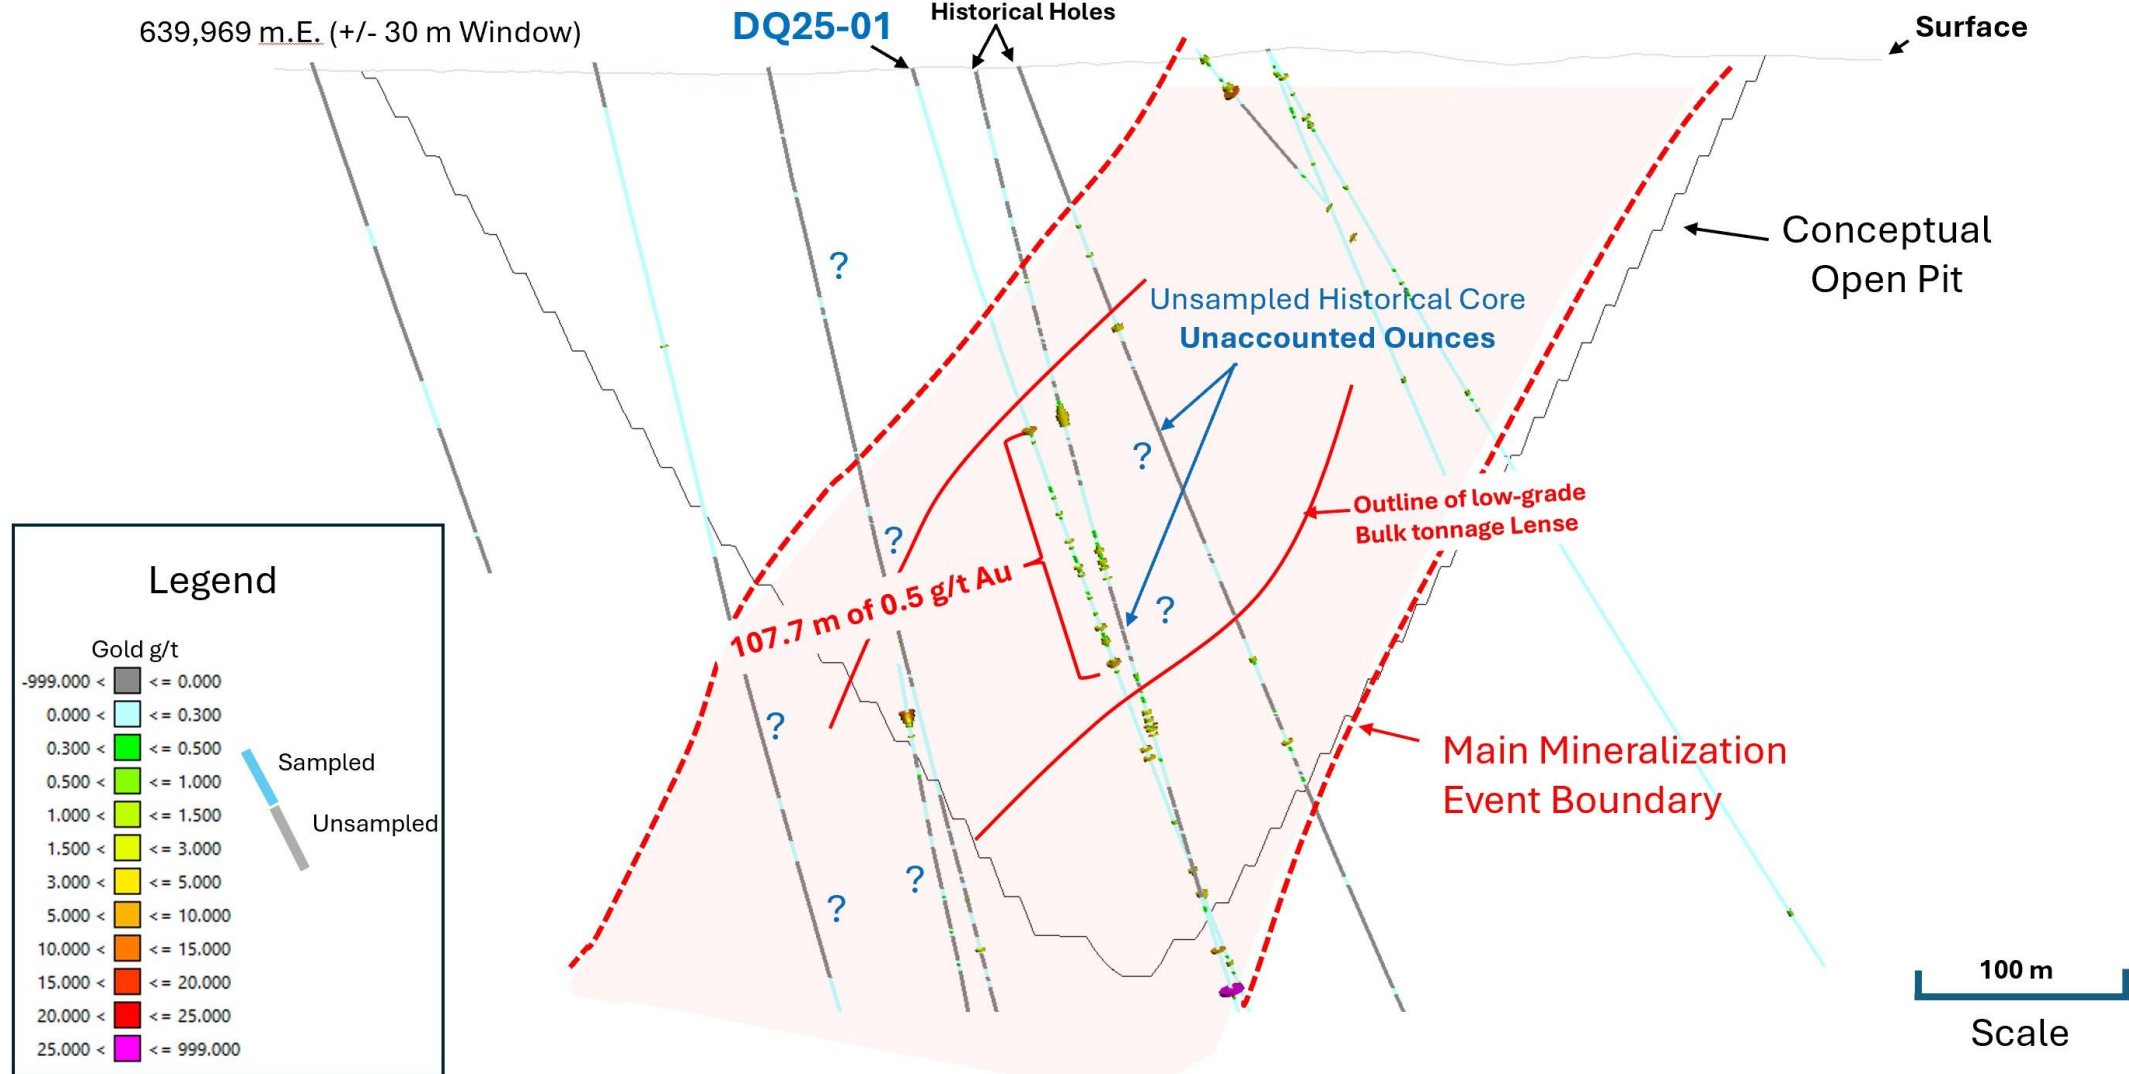 639,969 m.E. (+/- 30 m Window)
DQ25-01
Historical Holes
Surface
Conceptual
Open Pit
?
Unsampled Historical Core
Unaccounted Ounces
?
Outline of low-grade
Bulk tonnage Lense
?
107.7 m of 0.5 g/t Au
?
?
Main Mineralization
Event Boundary
?
?
Legend
Gold g/t
-999.000 < <= 0.000
0.000 < <= 0.300
0.300 < <= 0.500
0.500 < <= 1.000
1.000 < <= 1.500
1.500 < <= 3.000
3.000 < <= 5.000
5.000 < <= 10.000
10.000 < <= 15.000
15.000 < <= 20.000
20.000 < <= 25.000
25.000 < <= 999.000
Sampled
Unsampled
100 m
Scale